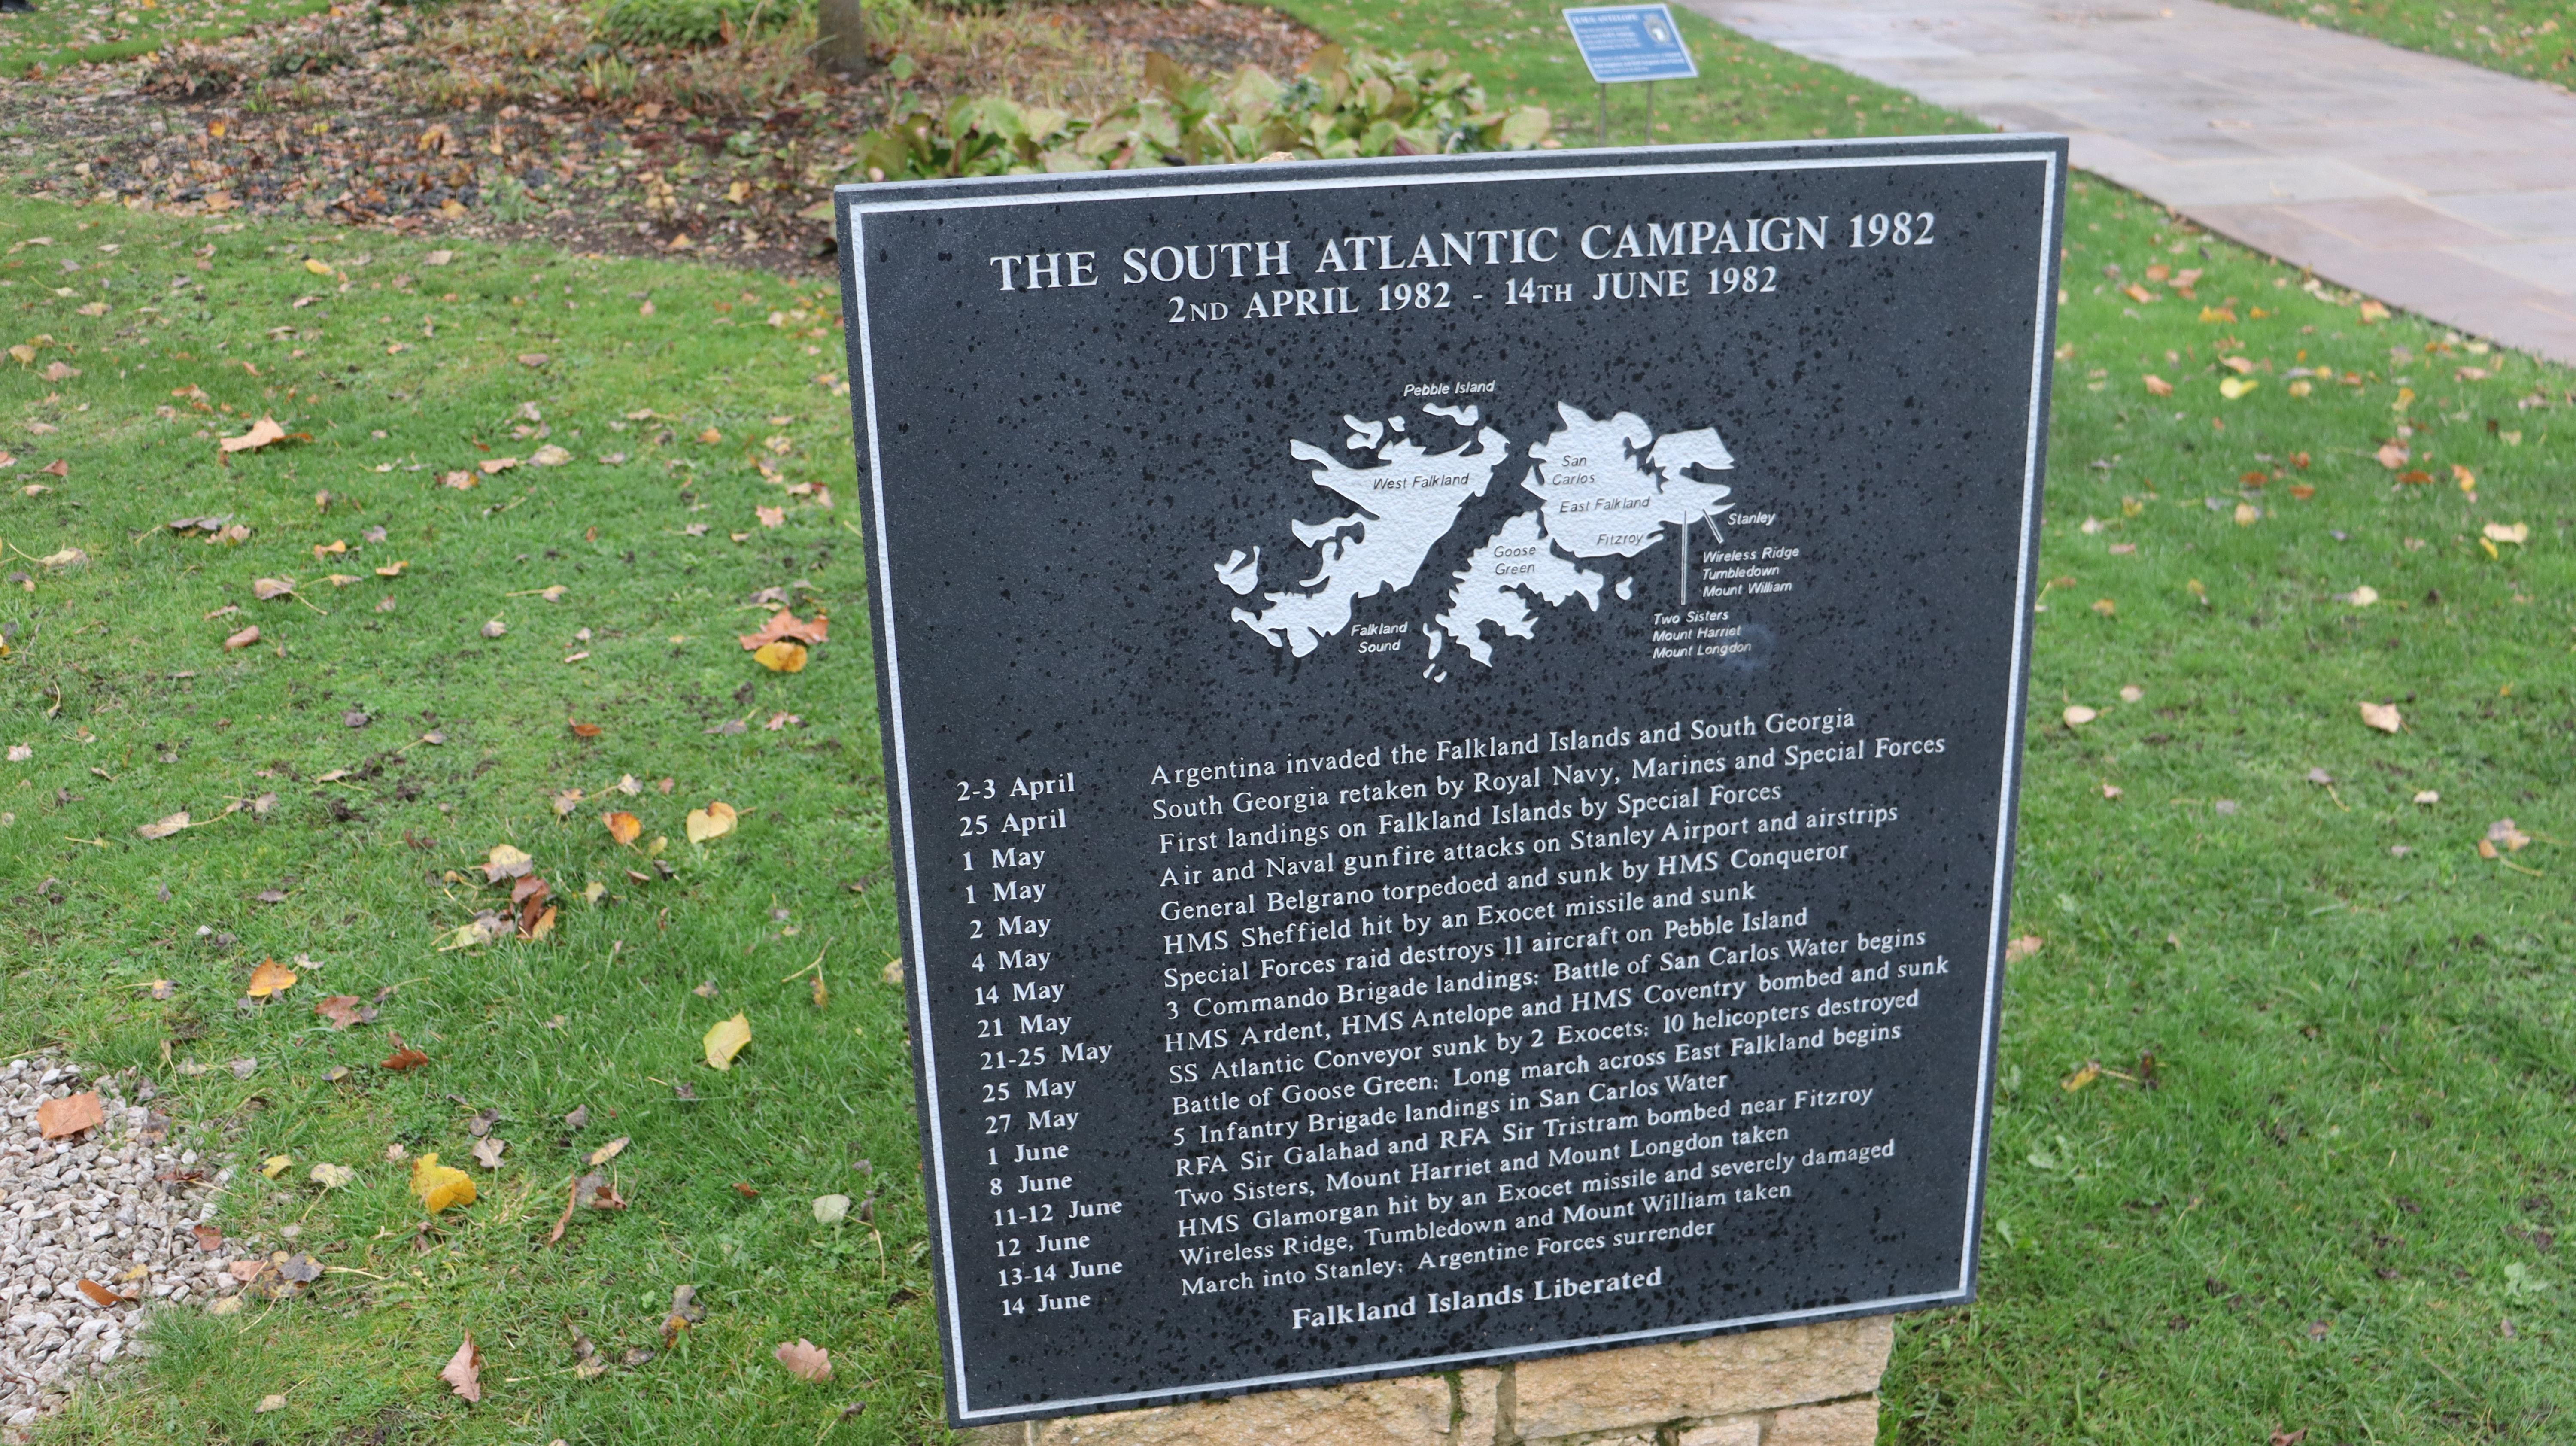 HMS ANTELOPE
THE SOUTH ATLANTIC CAMPAIGN 1982
2ND APRIL 1982 - 14TH JUNE 1982
Pebble Island
West Falkland
San
Carlos
East Falkland
Stanley
Fitzroy
Goose
Green
Wireless Ridge
Tumbledown
Mount William
Two Sisters
Mount Harriet
Mount Longdon
Falkland
Sound
2-3 April Argentina invaded the Falkland Islands and South Georgia
25 April South Georgia retaken by Royal Navy, Marines and Special Forces
1 May First landings on Falkland Islands by Special Forces
1 May Air and Naval gunfire attacks on Stanley Airport and airstrips
2 May General Belgrano torpedoed and sunk by HMS Conqueror
4 May HMS Sheffield hit by an Exocet missile and sunk
14 May Special Forces raid destroys 11 aircraft on Pebble Island
21 May 3 Commando Brigade landings; Battle of San Carlos Water begins
21-25 May HMS Ardent, HMS Antelope and HMS Coventry bombed and sunk
25 May SS Atlantic Conveyor sunk by 2 Exocets; 10 helicopters destroyed
27 May Battle of Goose Green; Long march across East Falkland begins
1 June 5 Infantry Brigade landings in San Carlos Water
8 June RFA Sir Galahad and RFA Sir Tristram bombed near Fitzroy
11-12 June Two Sisters, Mount Harriet and Mount Longdon taken
12 June HMS Glamorgan hit by an Exocet missile and severely damaged
13-14 June Wireless Ridge, Tumbledown and Mount William taken
14 June March into Stanley; Argentine Forces surrender
Falkland Islands Liberated